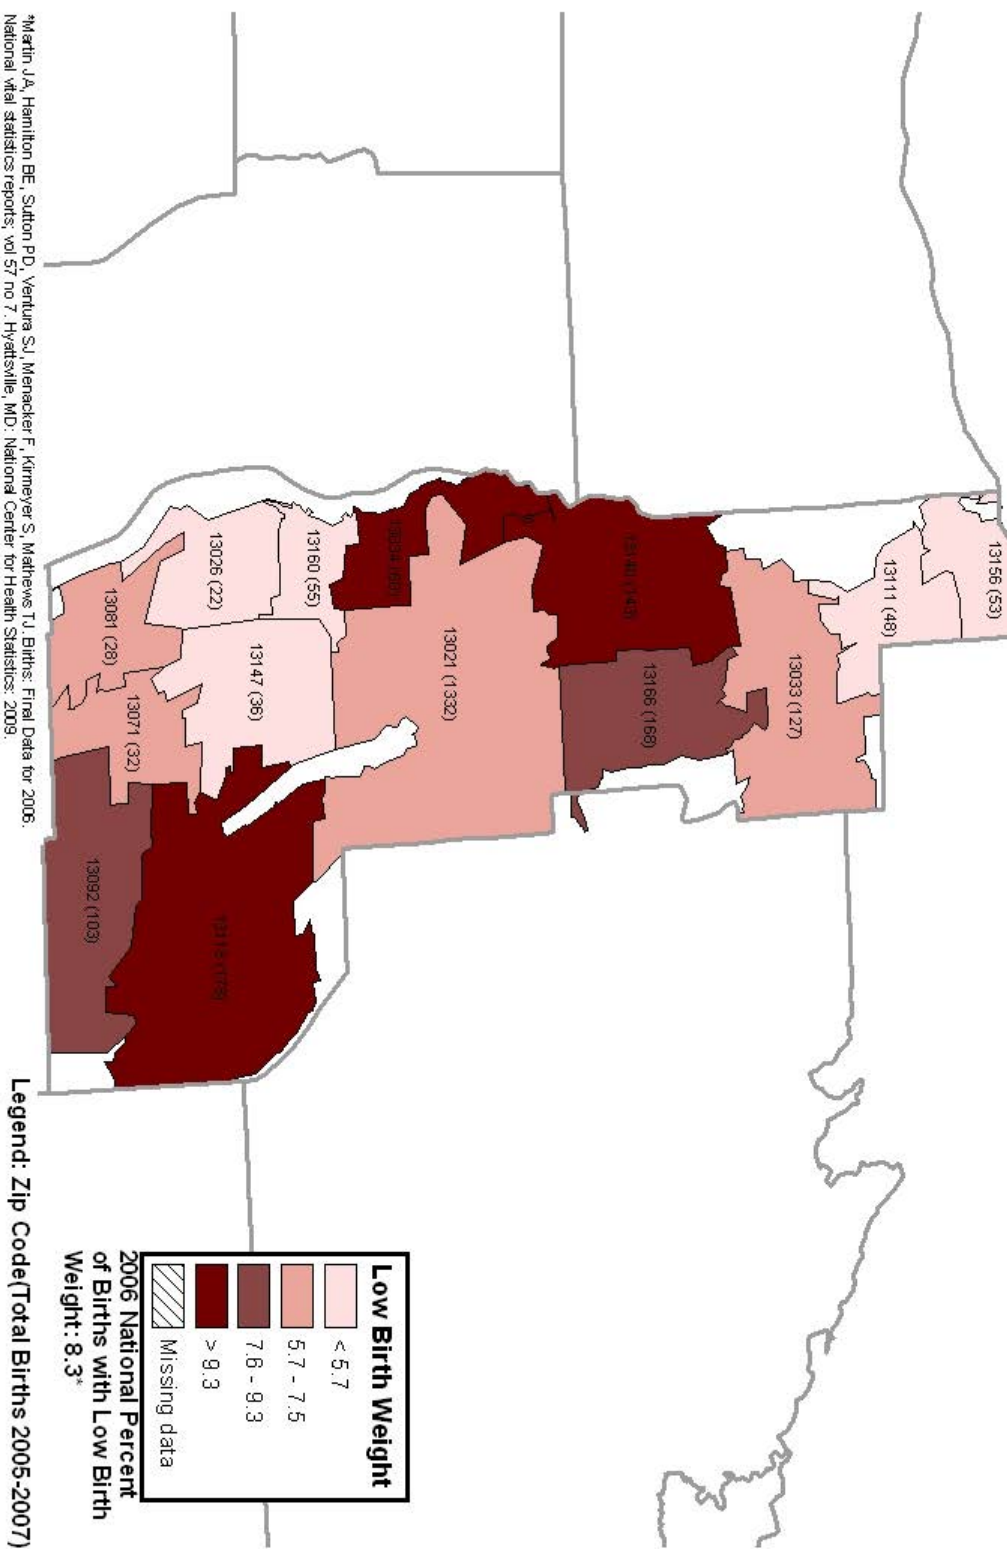 13156 (53)
13111 (48)
13033 (127)
13140 (143)
13166 (168)
13021 (1332)
13160 (55)
13026 (22)
13147 (36)
13081 (28)
13071 (32)
13092 (103)
Low Birth Weight
< 5.7
5.7 - 7.5
7.6 - 9.3
> 9.3
Missing data
2006 National Percent
of Births with Low Birth
Weight: 8.3*
Legend: Zip Code(Total Births 2005-2007)
*Martin JA, Hamilton BE, Sutton PD, Ventura SJ, Menacker F, Kirmeyer S, Mathews TJ. Births: Final Data for 2006.
National vital statistics reports; vol 57 no 7. Hyattsville, MD: National Center for Health Statistics: 2009.